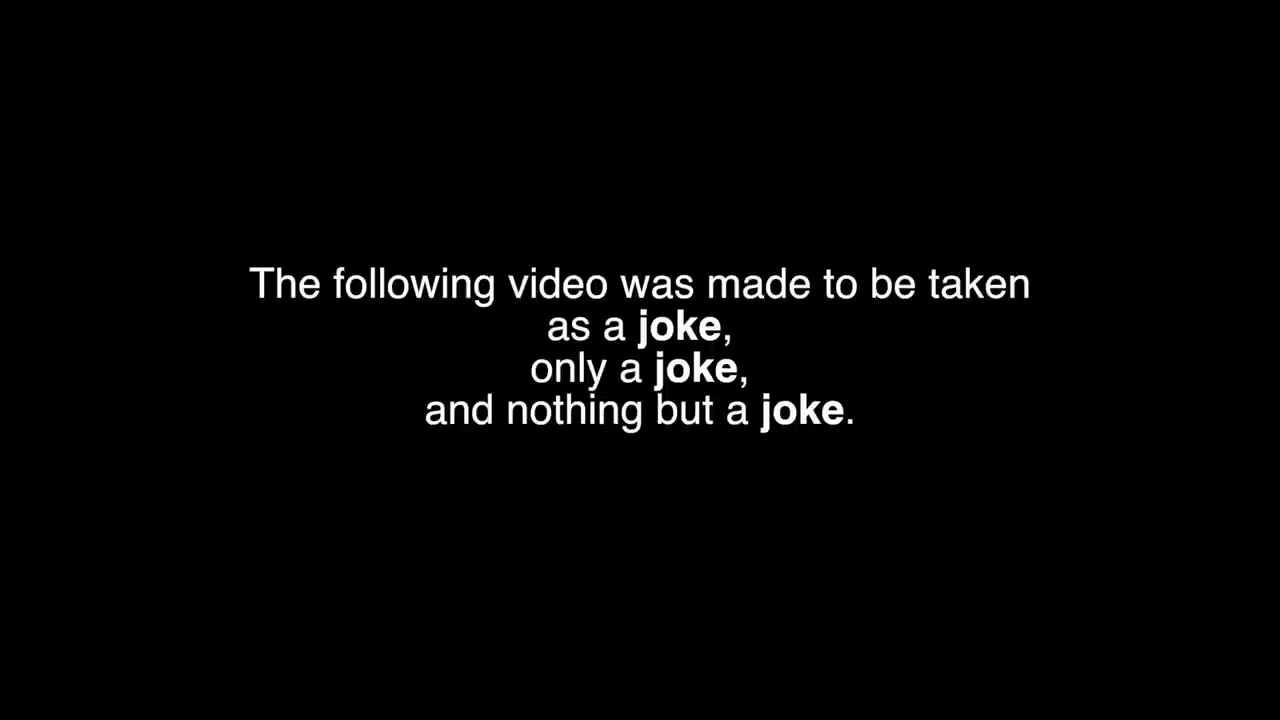 The following video was made to be taken
as a joke,
only a joke,
and nothing but a joke.